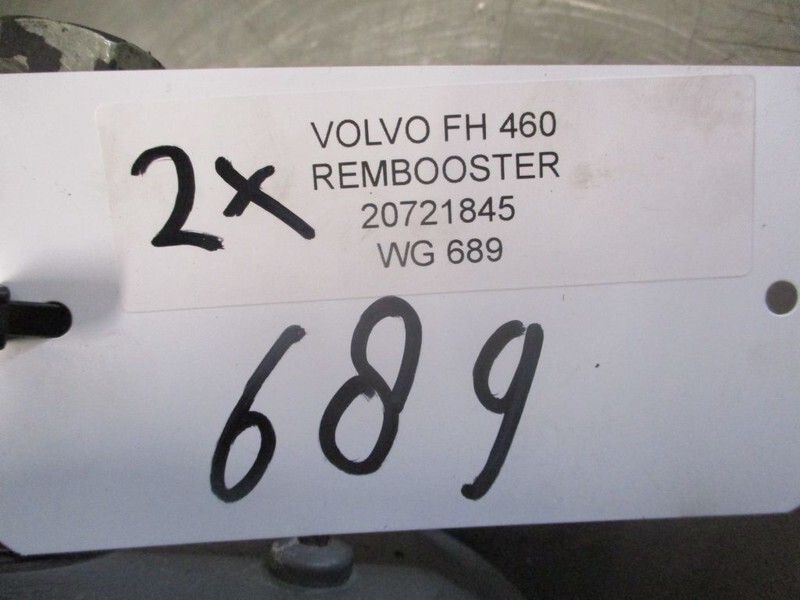 2x
VOLVO FH 460
REMBOOSTER
20721845
WG 689
689